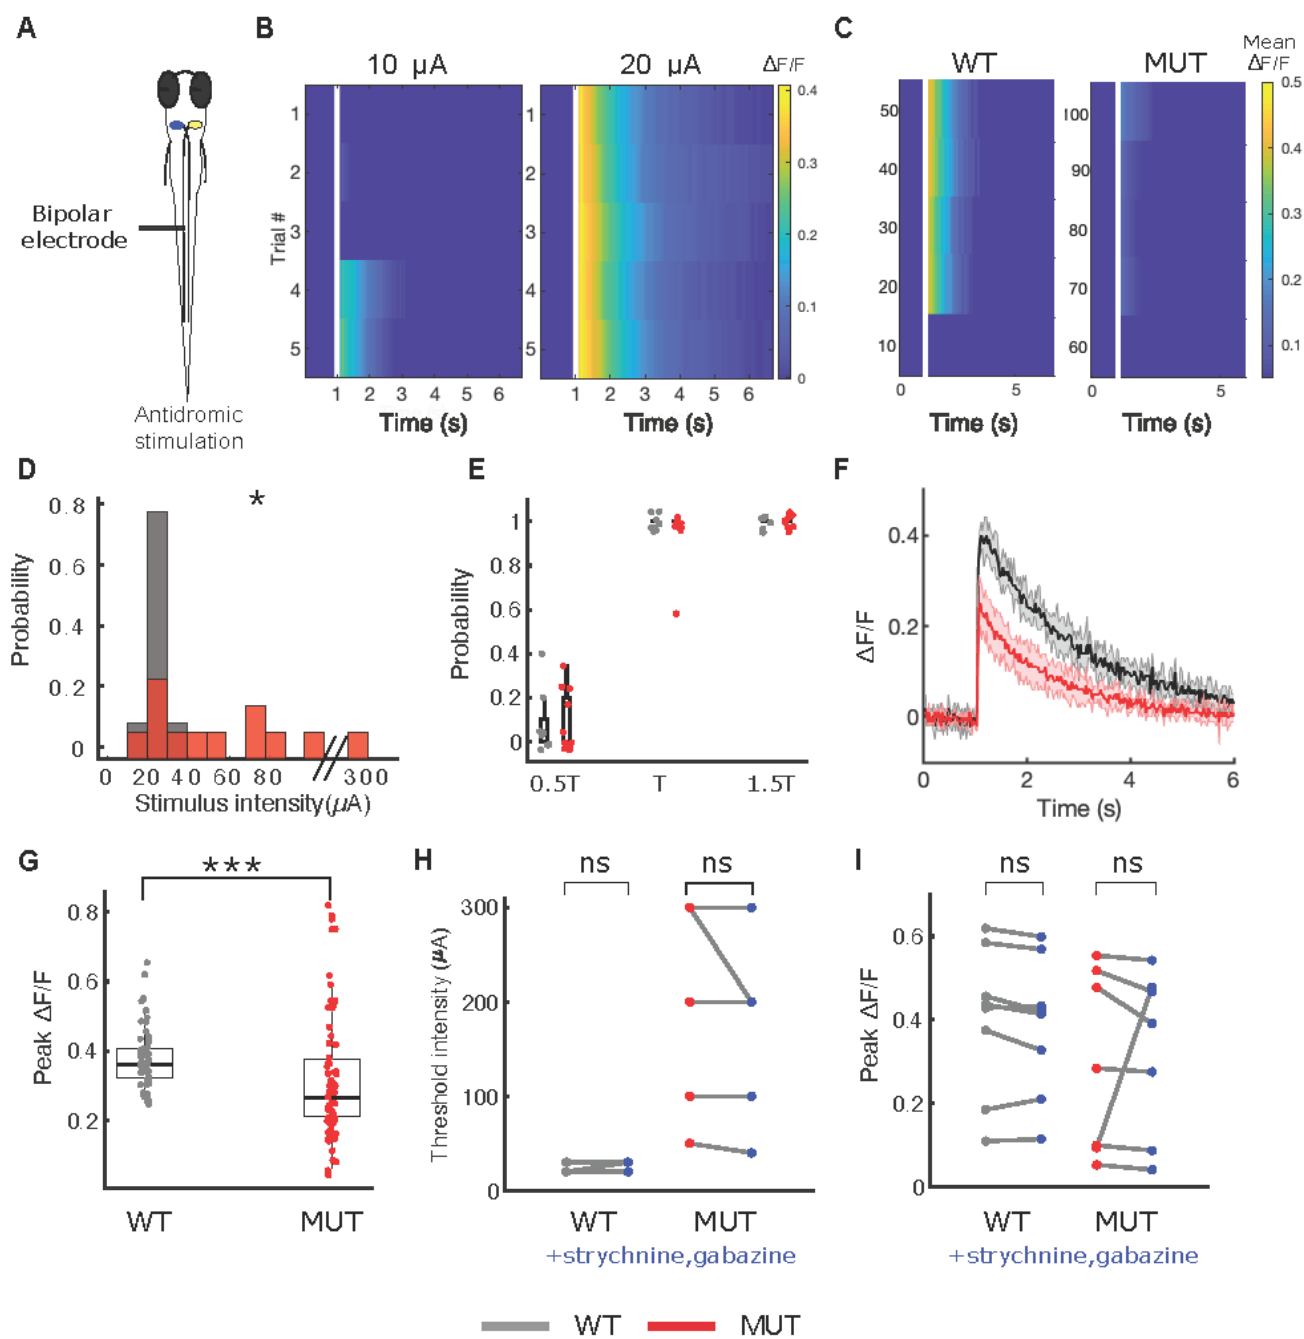 A
Bipolar
electrode
Antidromic
stimulation
B
10 µA
20 µA
ΔF/F
Trial #
1
2
3
4
5
1
2
3
4
5
1 2 3 4 5 6
1 2 3 4 5 6
Time (s)
Time (s)
0.4
0.3
0.2
0.1
0
C
WT
MUT
Mean
ΔF/F
50
40
30
20
10
100
90
80
70
60
0 5
0 5
Time (s)
Time (s)
0.5
0.4
0.3
0.2
0.1
D
*
Probability
0.8
0.6
0.4
0.2
0
0 20 40 60 80 300
Stimulus intensity(µA)
E
Probability
1
0.8
0.6
0.4
0.2
0
0.5T T 1.5T
F
ΔF/F
0.4
0.2
0
0 2 4 6
Time (s)
G
***
Peak ΔF/F
0.8
0.6
0.4
0.2
WT MUT
H
ns ns
Threshold intensity (µA)
300
200
100
0
WT MUT
+strychnine,gabazine
I
ns ns
Peak ΔF/F
0.6
0.4
0.2
0
WT MUT
+strychnine,gabazine
WT MUT